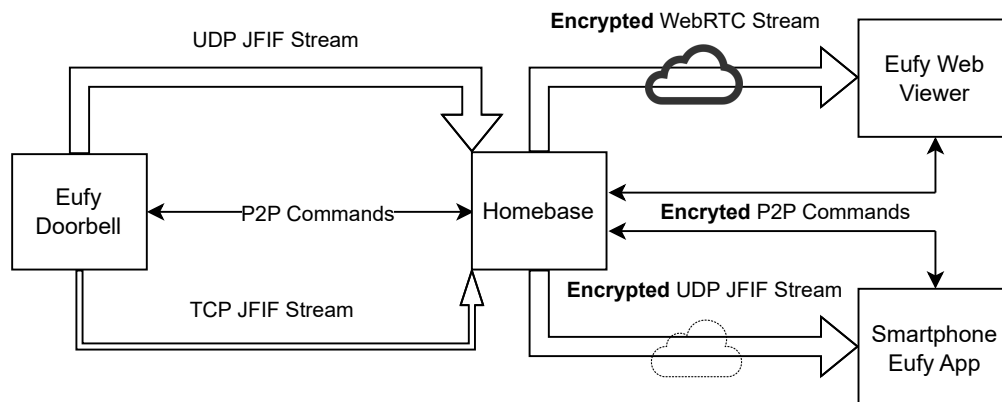 UDP JFIF Stream
Encrypted WebRTC Stream
Eufy Web
Viewer
Eufy
Doorbell
P2P Commands
Homebase
Encryted P2P Commands
TCP JFIF Stream
Encrypted UDP JFIF Stream
Smartphone
Eufy App